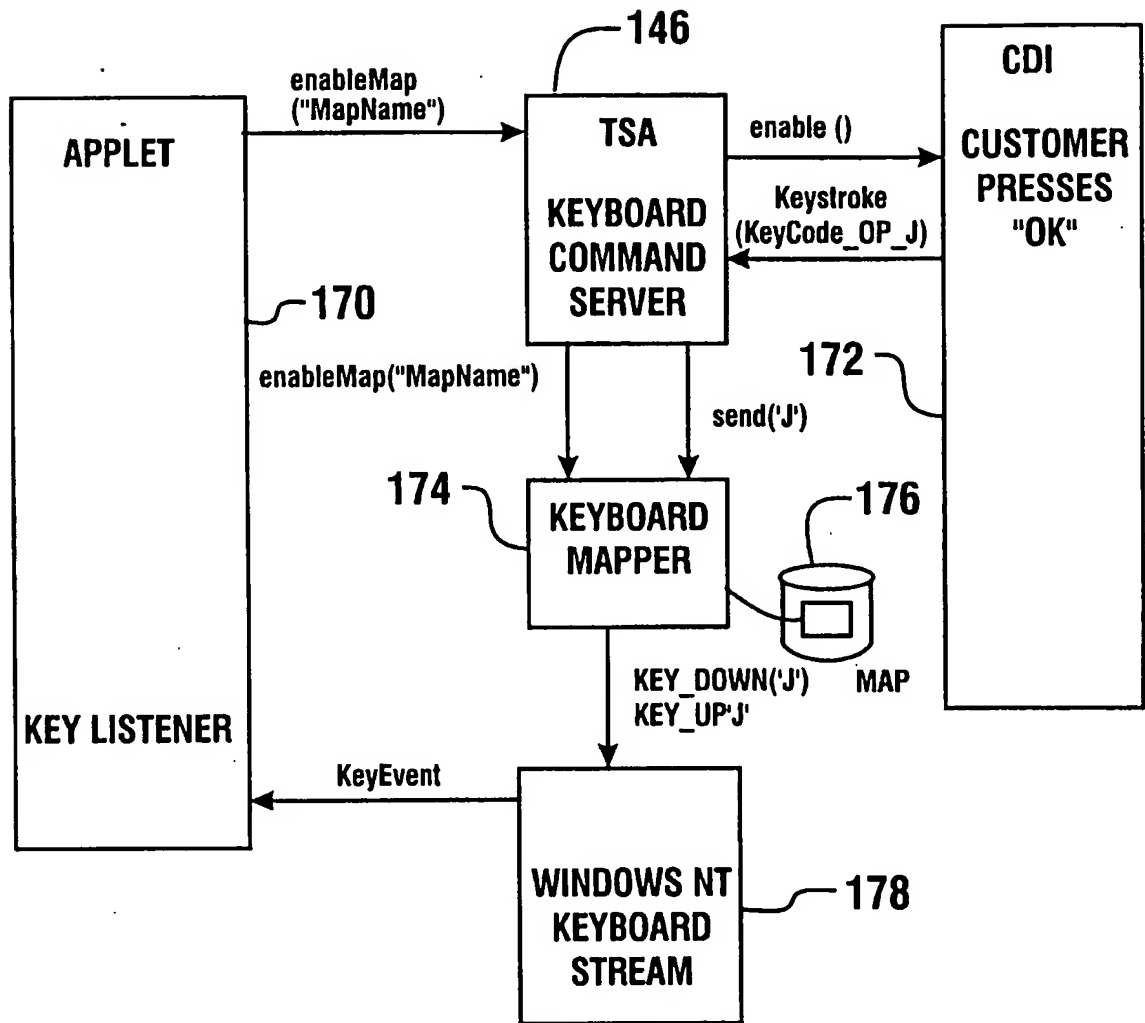 146
CDI
CUSTOMER
PRESSES
"OK"
enableMap
("MapName")
APPLET
TSA
KEYBOARD
COMMAND
SERVER
enable ()
Keystroke
(KeyCode_OP_J)
170
172
enableMap("MapName")
send('J')
174
KEYBOARD
MAPPER
176
MAP
KEY_DOWN('J')
KEY_UP'J'
KEY LISTENER
KeyEvent
WINDOWS NT
KEYBOARD
STREAM
178